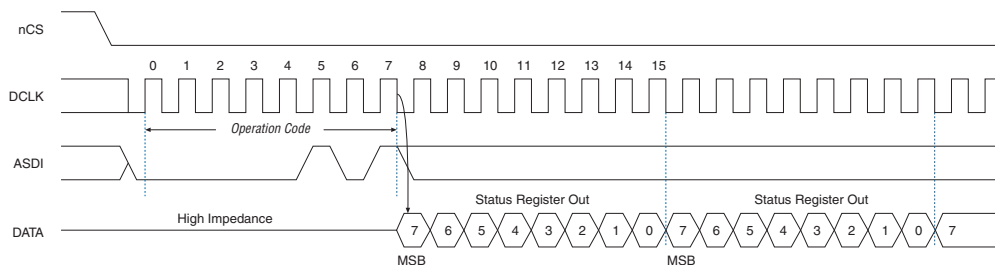 nCS
0 1 2 3 4 5 6 7 8 9 10 11 12 13 14 15
DCLK
Operation Code
ASDI
Status Register Out Status Register Out
High Impedance
DATA 7 6 5 4 3 2 1 0 7 6 5 4 3 2 1 0 7
MSB MSB